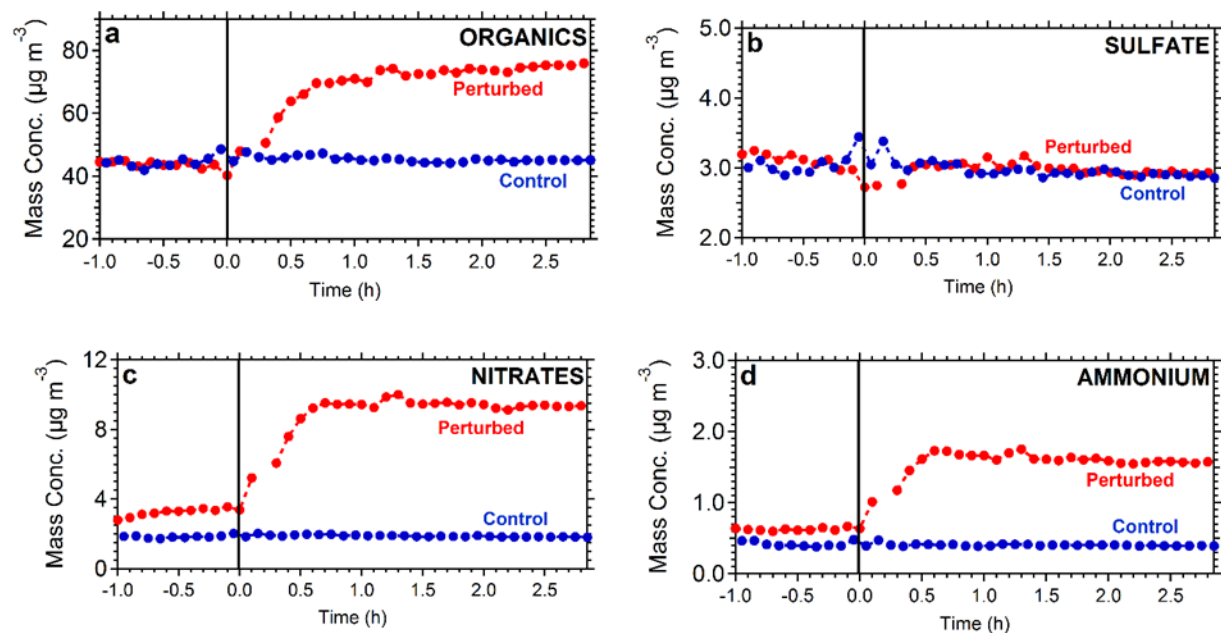 a
ORGANICS
Mass Conc. (µg m⁻³)
80
60
40
20
Perturbed
Control
-1.0 -0.5 0.0 0.5 1.0 1.5 2.0 2.5
Time (h)
b
SULFATE
Mass Conc. (µg m⁻³)
5.0
4.0
3.0
2.0
Perturbed
Control
-1.0 -0.5 0.0 0.5 1.0 1.5 2.0 2.5
Time (h)
c
NITRATES
Mass Conc. (µg m⁻³)
12
8
4
0
Perturbed
Control
-1.0 -0.5 0.0 0.5 1.0 1.5 2.0 2.5
Time (h)
d
AMMONIUM
Mass Conc. (µg m⁻³)
3.0
2.0
1.0
0.0
Perturbed
Control
-1.0 -0.5 0.0 0.5 1.0 1.5 2.0 2.5
Time (h)